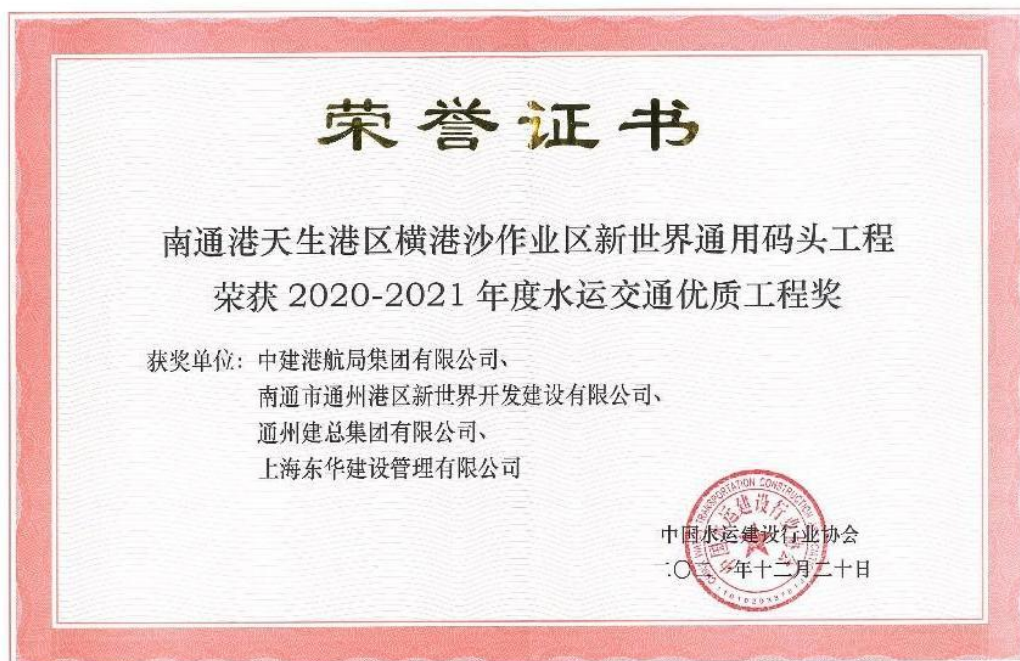 荣誉证书
南通港天生港区横港沙作业区新世界通用码头工程
荣获 2020-2021 年度水运交通优质工程奖
获奖单位：中建港航局集团有限公司、
南通市通州港区新世界开发建设有限公司、
通州建总集团有限公司、
上海东华建设管理有限公司
中国水运建设行业协会
年十二月二十日